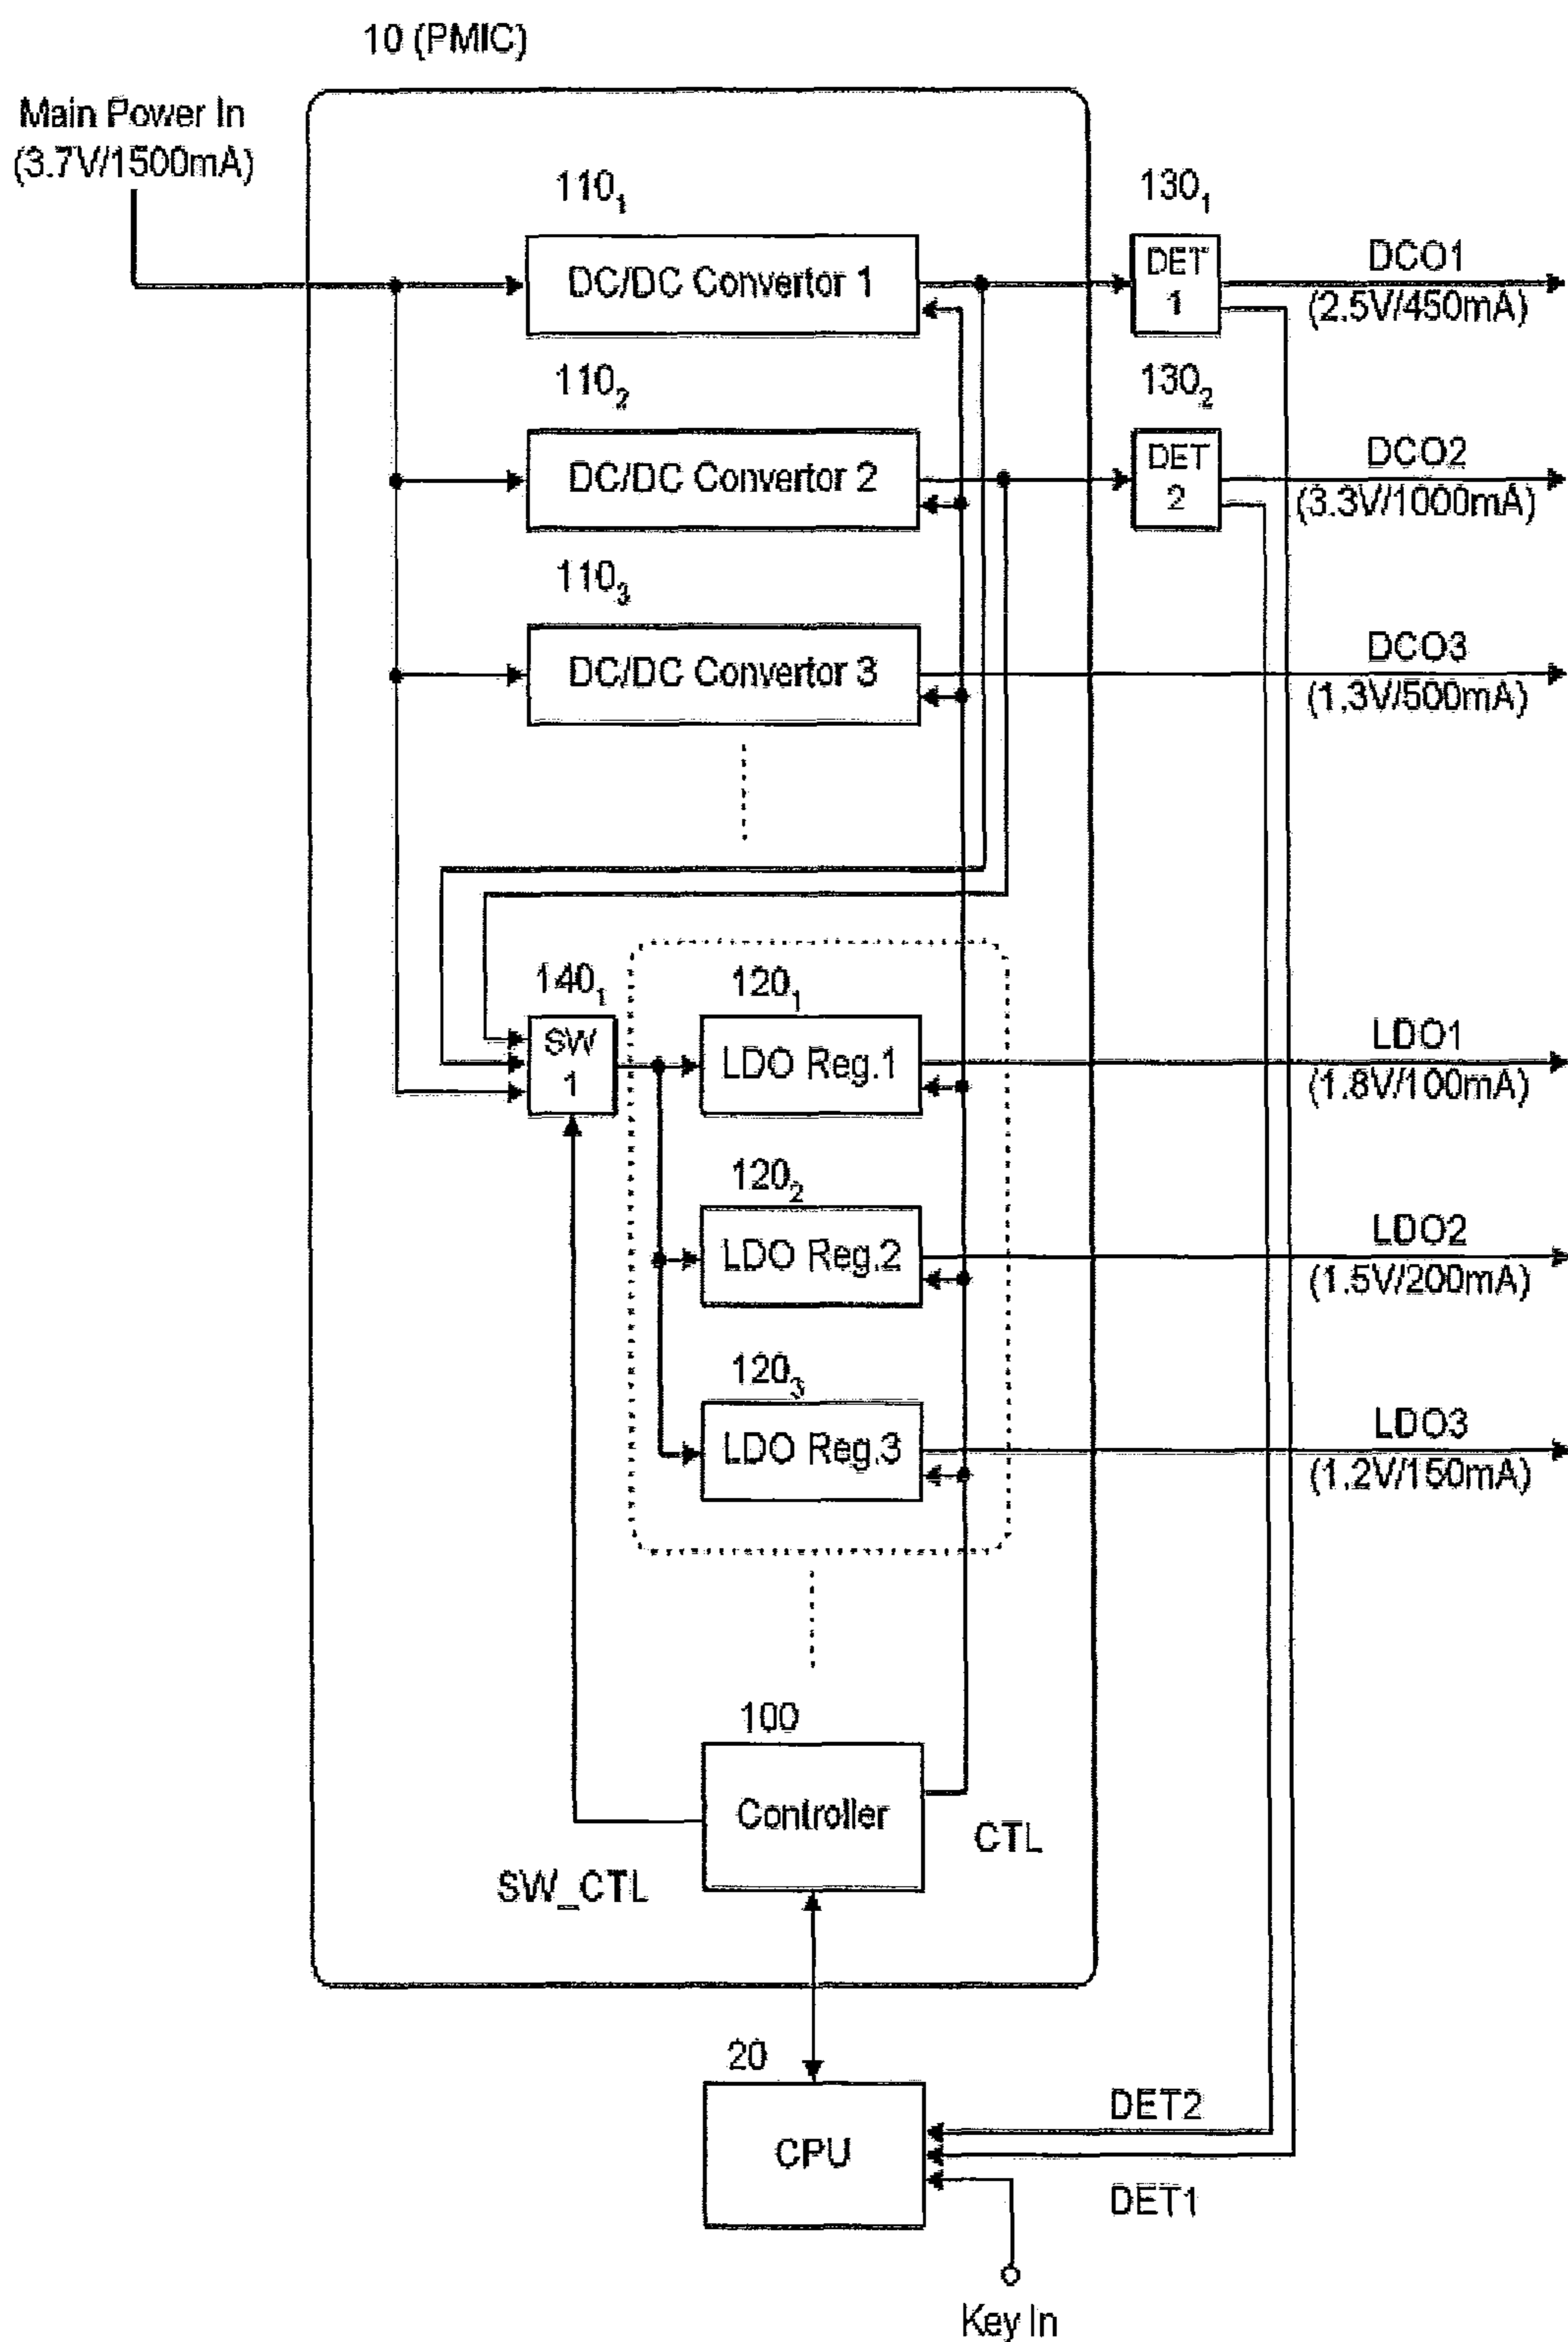 10 (PMIC)
Main Power In
(3.7V/1500mA)
110₁
130₁
DC/DC Convertor 1
DET
1
DCO1
(2.5V/450mA)
110₂
130₂
DC/DC Convertor 2
DET
2
DCO2
(3.3V/1000mA)
110₃
DC/DC Convertor 3
DCO3
(1.3V/500mA)
140₁
120₁
SW
1
LDO Reg.1
LDO1
(1.8V/100mA)
120₂
LDO Reg.2
LDO2
(1.5V/200mA)
120₃
LDO Reg.3
LDO3
(1.2V/150mA)
100
Controller
CTL
SW_CTL
20
CPU
DET2
DET1
Key In